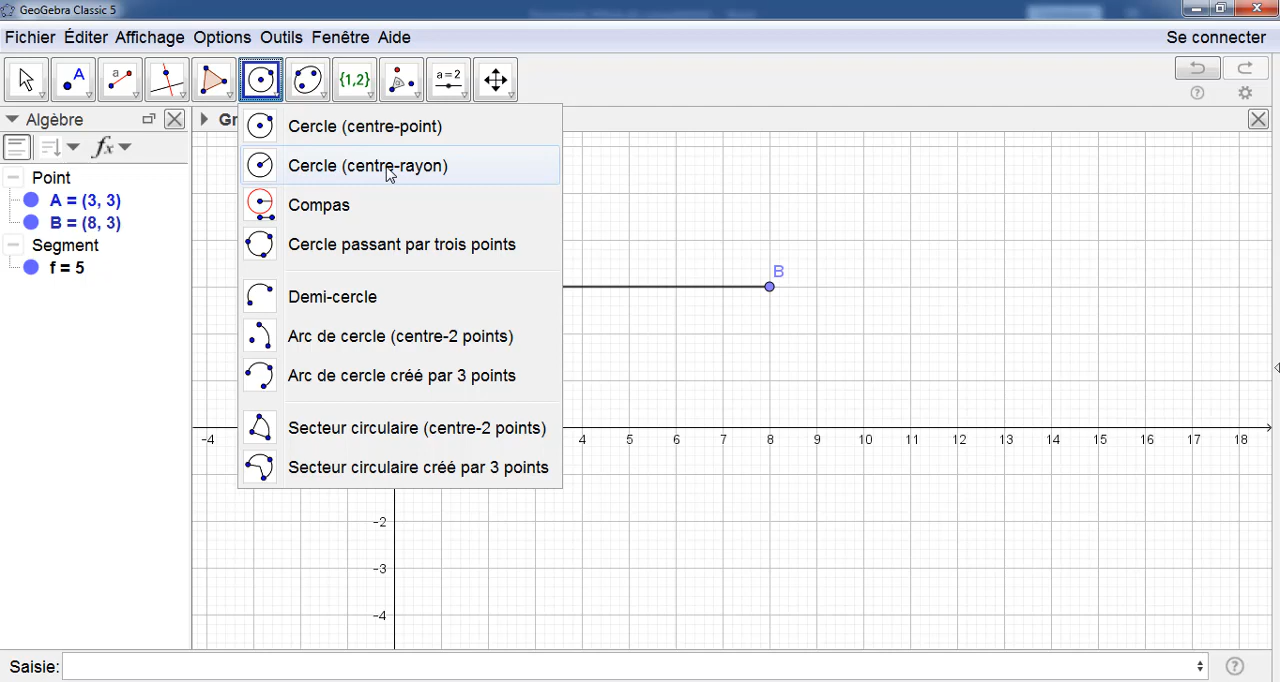 GeoGebra Classic 5
Fichier Éditer Affichage Options Outils Fenêtre Aide Se connecter
A a {1,2} a a=2
Algèbre
Gr
Cercle (centre-point)
Cercle (centre-rayon)
Compas
Cercle passant par trois points
Demi-cercle
Arc de cercle (centre-2 points)
Arc de cercle créé par 3 points
Secteur circulaire (centre-2 points)
Secteur circulaire créé par 3 points
fx
Point
A = (3, 3)
B = (8, 3)
Segment
f = 5
B
-4 4 5 6 7 8 9 10 11 12 13 14 15 16 17 18
-2
-3
-4
Saisie: